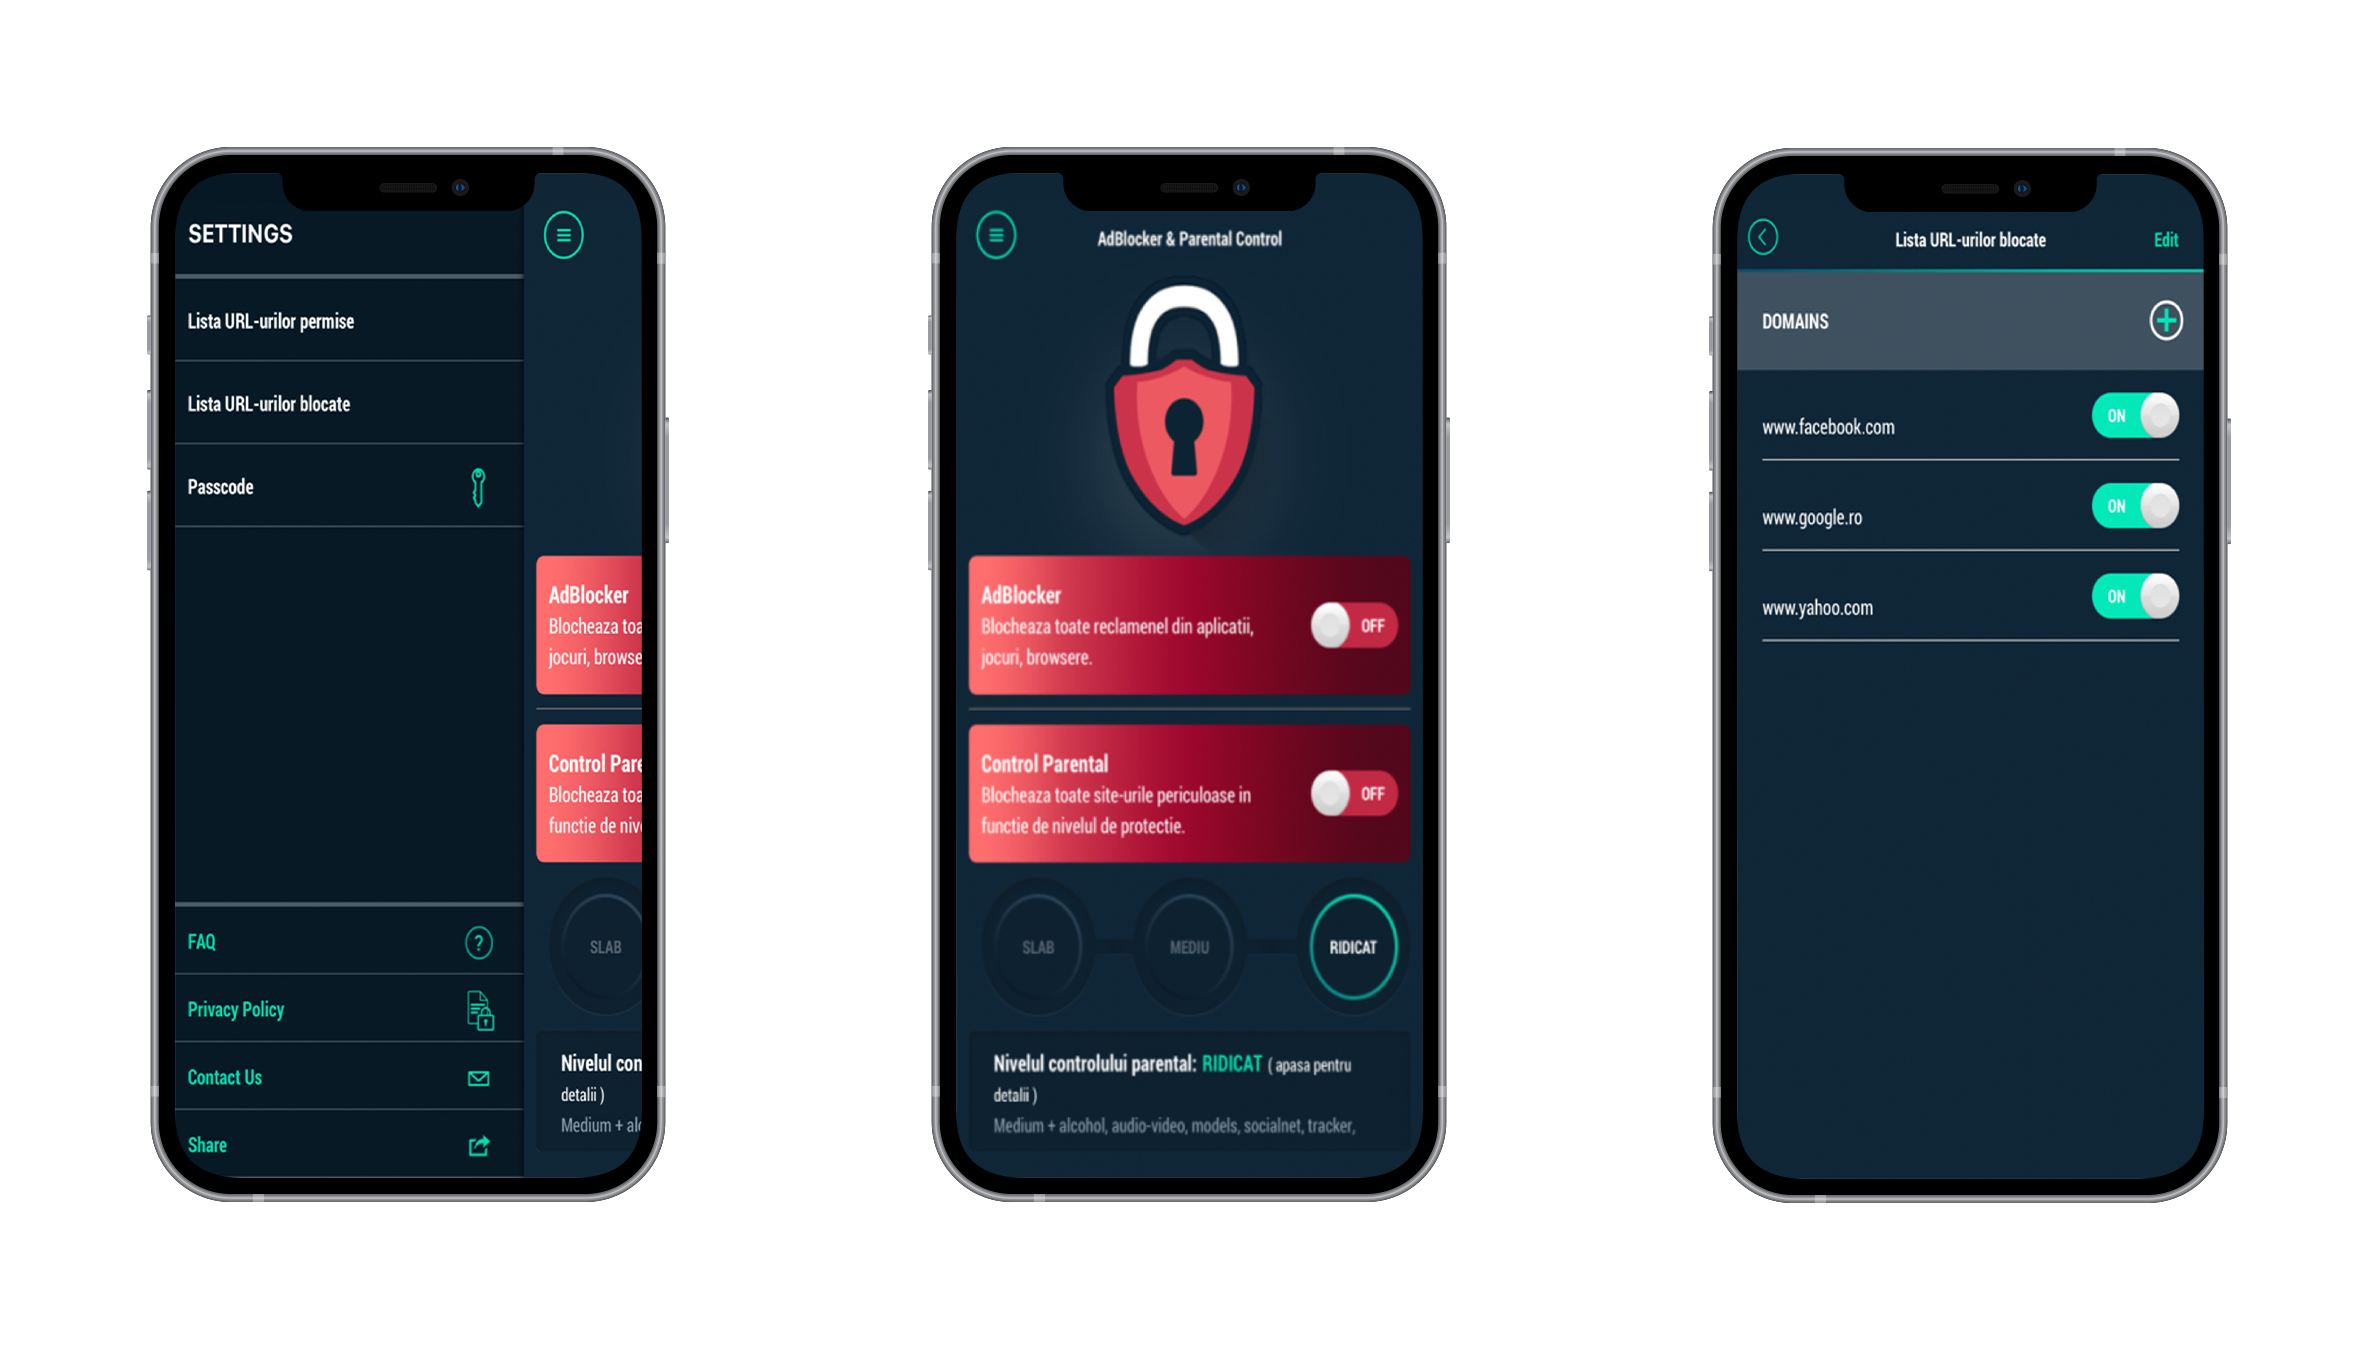 SETTINGS
Lista URL-urilor permise
Lista URL-urilor blocate
Passcode
FAQ
?
Privacy Policy
Contact Us
Share
AdBlocker
Blocheaza toa
jocuri, browse
Control Pare
Blocheaza toa
functie de nive
SLAB
Nivelul con
detalii )
Medium + alc
AdBlocker & Parental Control
AdBlocker
Blocheaza toate reclamenel din aplicatii,
jocuri, browsere.
OFF
Control Parental
Blocheaza toate site-urile periculoase in
functie de nivelul de protectie.
OFF
SLAB
MEDIU
RIDICAT
Nivelul controlului parental: RIDICAT ( apasa pentru
detalii )
Medium + alcohol, audio-video, models, socialnet, tracker,
Lista URL-urilor blocate
Edit
DOMAINS
www.facebook.com
ON
www.google.ro
ON
www.yahoo.com
ON